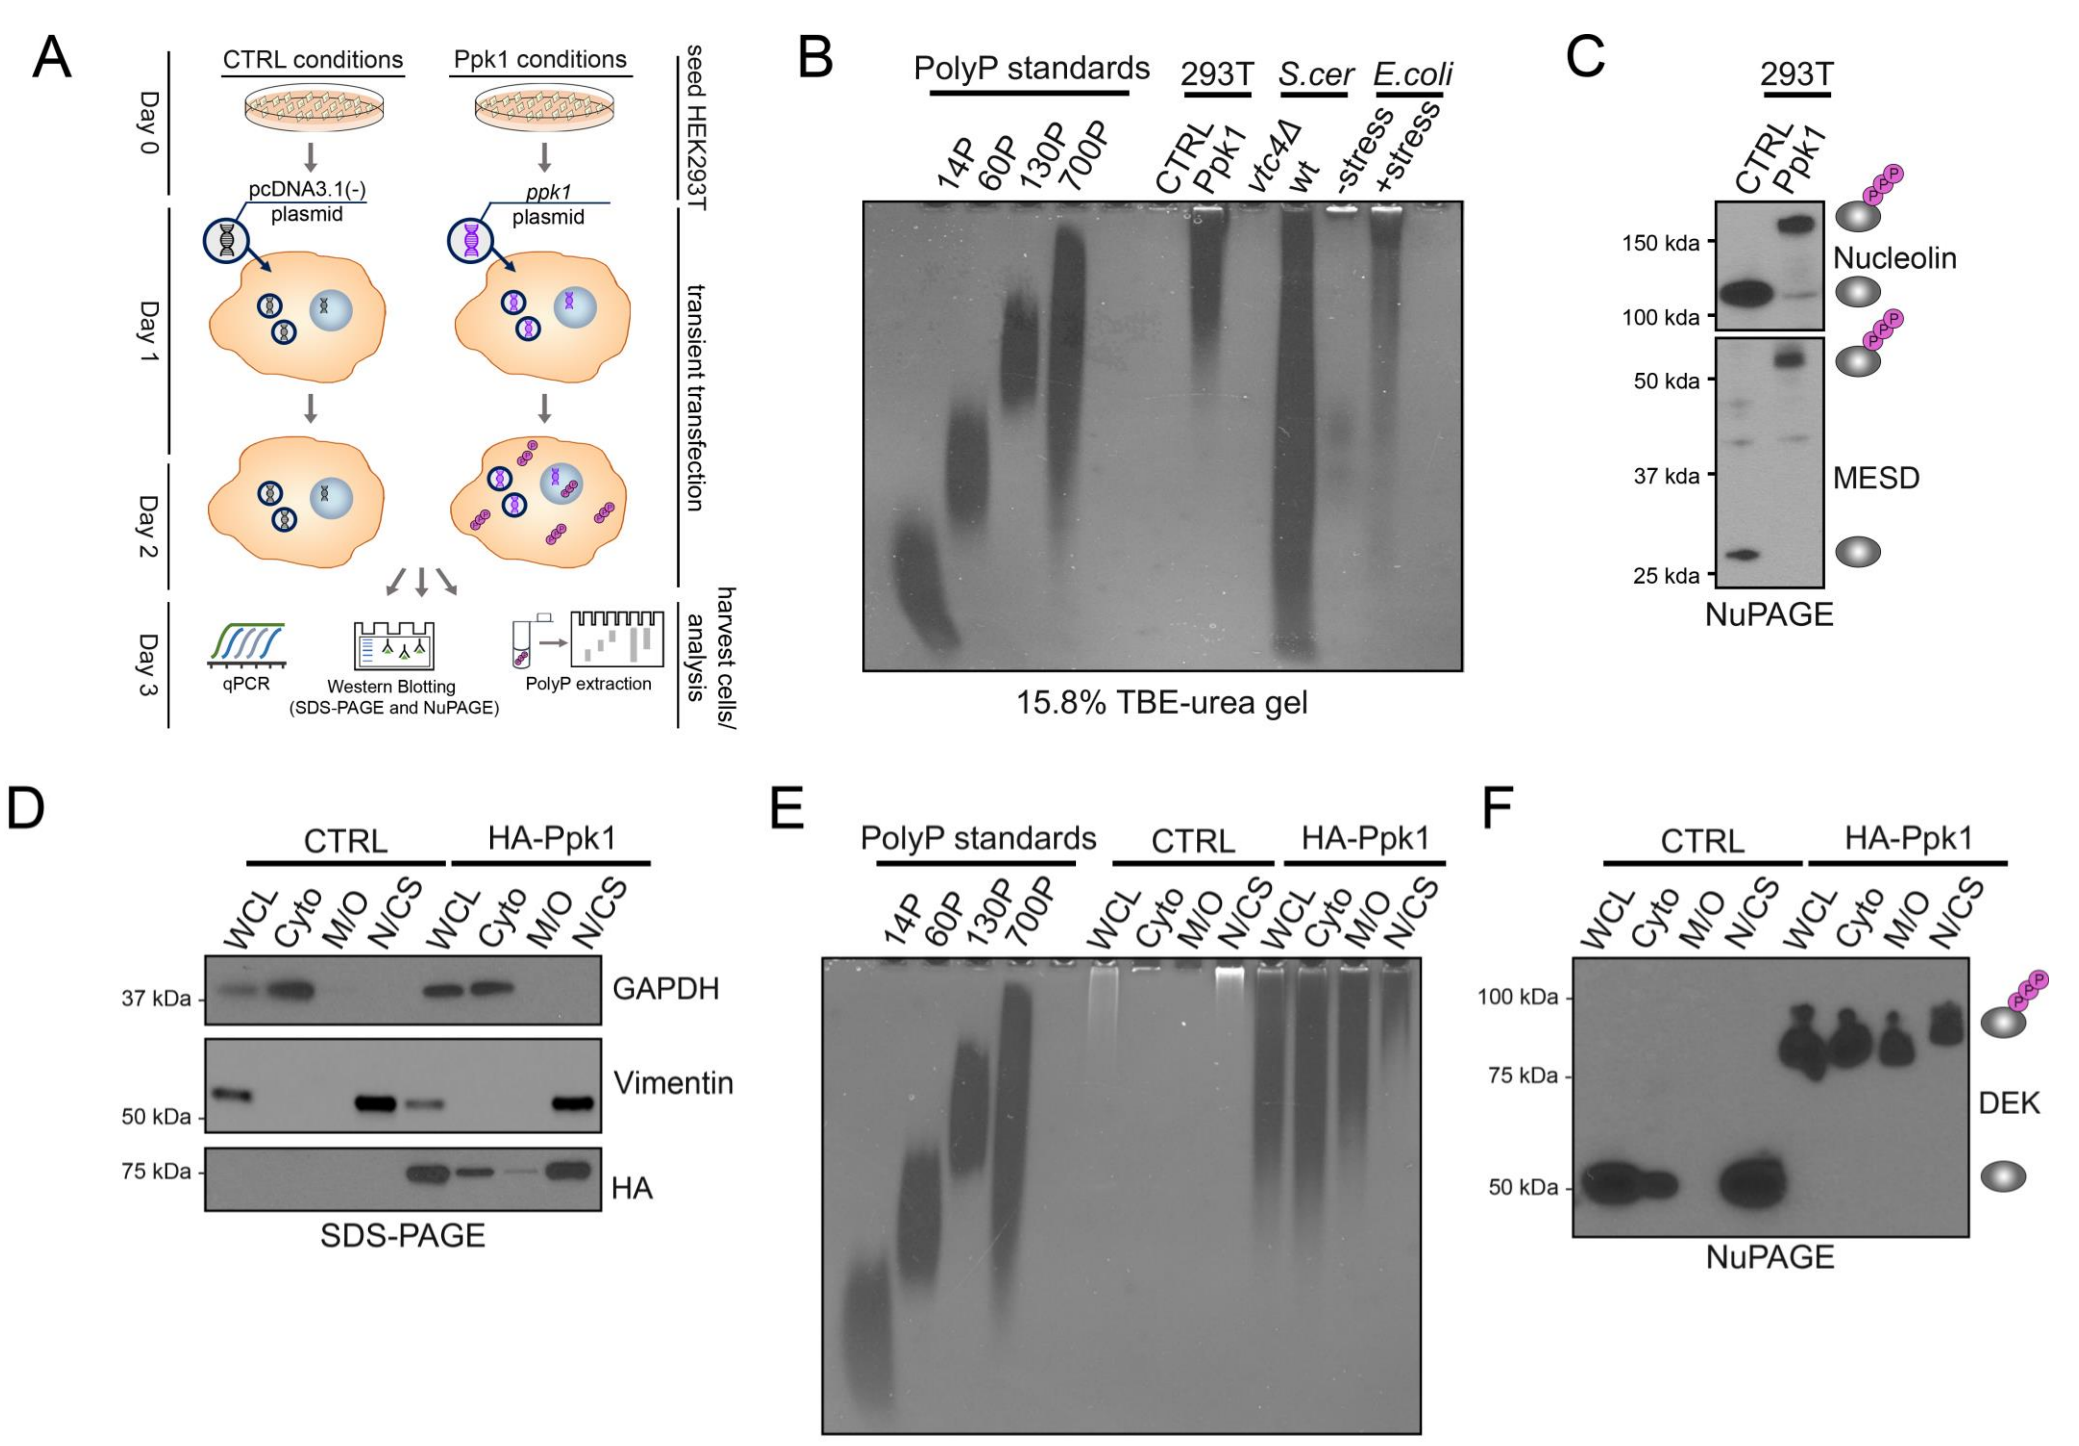 A
CTRL conditions
Ppk1 conditions
Day 0
seed HEK293T
pcDNA3.1(-)
plasmid
ppk1
plasmid
Day 1
transient transfection
Day 2
P P P
Day 3
qPCR
Western Blotting
(SDS-PAGE and NuPAGE)
PolyP extraction
harvest cells/
analysis
B
PolyP standards
293T
S.cer
E.coli
14P
60P
130P
700P
CTRL
Ppk1
vtc4Δ
wt
-stress
+stress
15.8% TBE-urea gel
C
293T
CTRL
Ppk1
P P P
150 kda
Nucleolin
100 kda
P P P
50 kda
37 kda
MESD
25 kda
NuPAGE
D
CTRL
HA-Ppk1
WCL
Cyto
M/O
N/CS
WCL
Cyto
M/O
N/CS
37 kDa
GAPDH
Vimentin
50 kDa
75 kDa
HA
SDS-PAGE
E
PolyP standards
CTRL
HA-Ppk1
14P
60P
130P
700P
WCL
Cyto
M/O
N/CS
WCL
Cyto
M/O
N/CS
F
CTRL
HA-Ppk1
WCL
Cyto
M/O
N/CS
WCL
Cyto
M/O
N/CS
100 kDa
P P P
75 kDa
DEK
50 kDa
NuPAGE